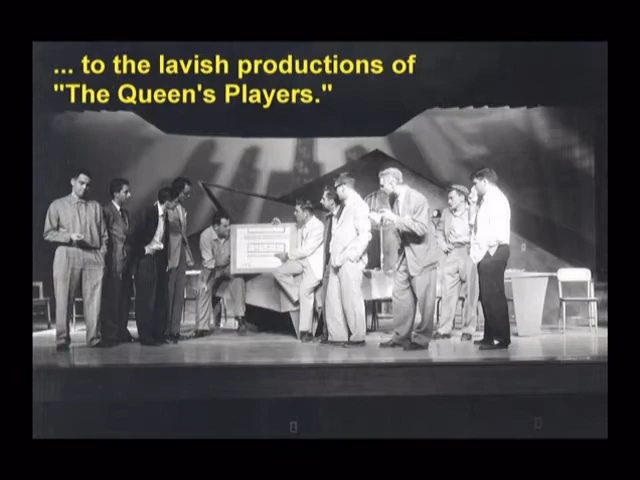 ... to the lavish productions of
"The Queen's Players."